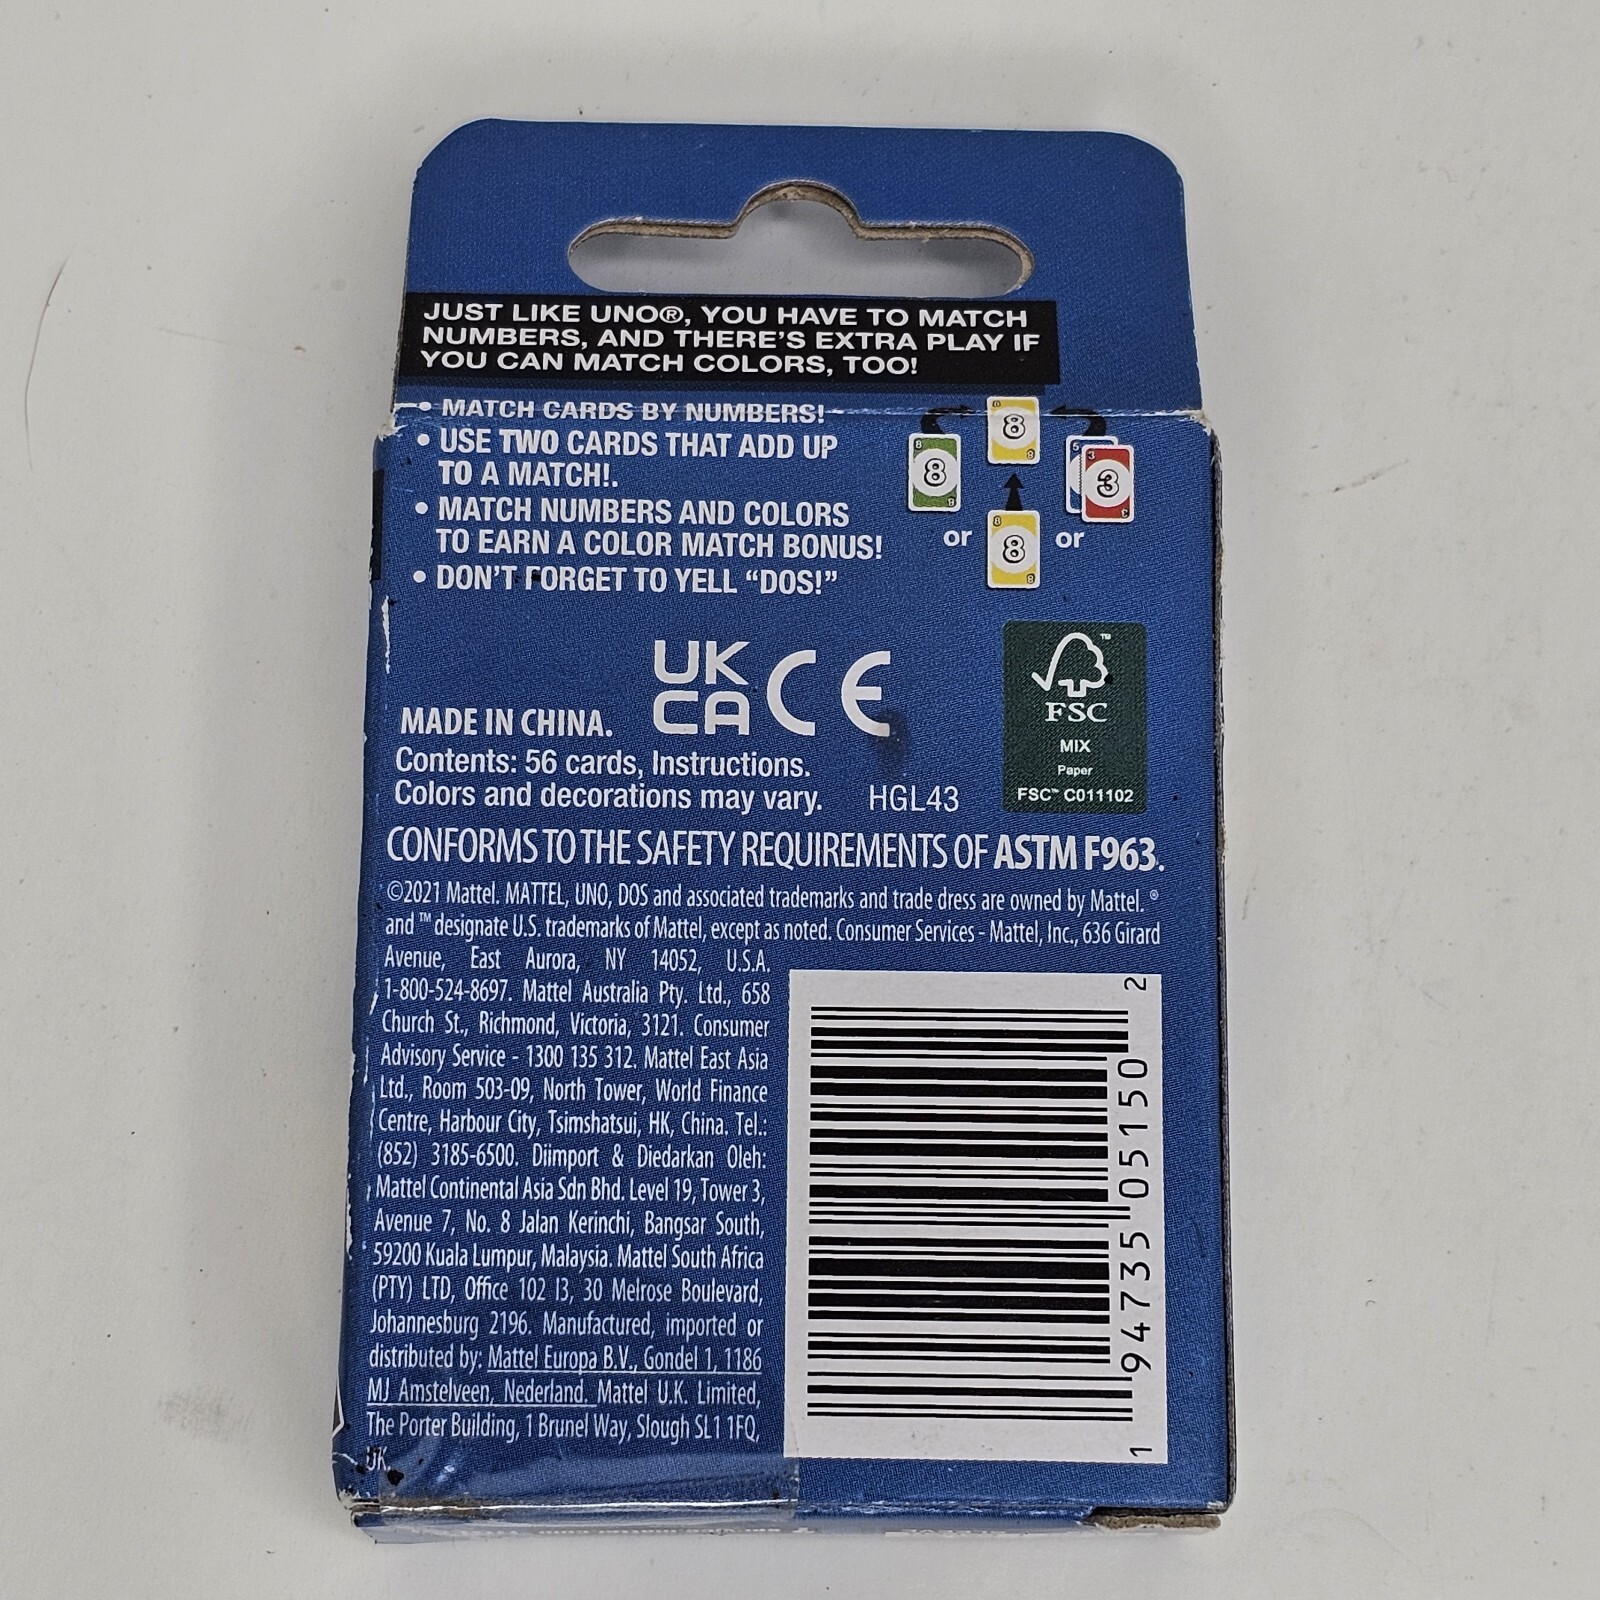 JUST LIKE UNO®, YOU HAVE TO MATCH
NUMBERS, AND THERE'S EXTRA PLAY IF
YOU CAN MATCH COLORS, TOO!
• MATCH CARDS BY NUMBERS!
• USE TWO CARDS THAT ADD UP
TO A MATCH!.
• MATCH NUMBERS AND COLORS
TO EARN A COLOR MATCH BONUS!
• DON'T FORGET TO YELL “DOS!”
8
8
8
5
3
or
8
or
UK
CA CE
MADE IN CHINA.
Contents: 56 cards, Instructions.
Colors and decorations may vary.
HGL43
FSC
™
MIX
Paper
FSC™ C011102
CONFORMS TO THE SAFETY REQUIREMENTS OF ASTM F963.
©2021 Mattel. MATTEL, UNO, DOS and associated trademarks and trade dress are owned by Mattel. ®
and ™ designate U.S. trademarks of Mattel, except as noted. Consumer Services - Mattel, Inc., 636 Girard
Avenue, East Aurora, NY 14052, U.S.A.
1-800-524-8697. Mattel Australia Pty. Ltd., 658
Church St., Richmond, Victoria, 3121. Consumer
Advisory Service - 1300 135 312. Mattel East Asia
Ltd., Room 503-09, North Tower, World Finance
Centre, Harbour City, Tsimshatsui, HK, China. Tel.:
(852) 3185-6500. Diimport & Diedarkan Oleh:
Mattel Continental Asia Sdn Bhd. Level 19, Tower 3,
Avenue 7, No. 8 Jalan Kerinchi, Bangsar South,
59200 Kuala Lumpur, Malaysia. Mattel South Africa
(PTY) LTD, Office 102 I3, 30 Melrose Boulevard,
Johannesburg 2196. Manufactured, imported or
distributed by: Mattel Europa B.V., Gondel 1, 1186
MJ Amstelveen, Nederland. Mattel U.K. Limited,
The Porter Building, 1 Brunel Way, Slough SL1 1FQ,
UK.
1 94735 05150 2